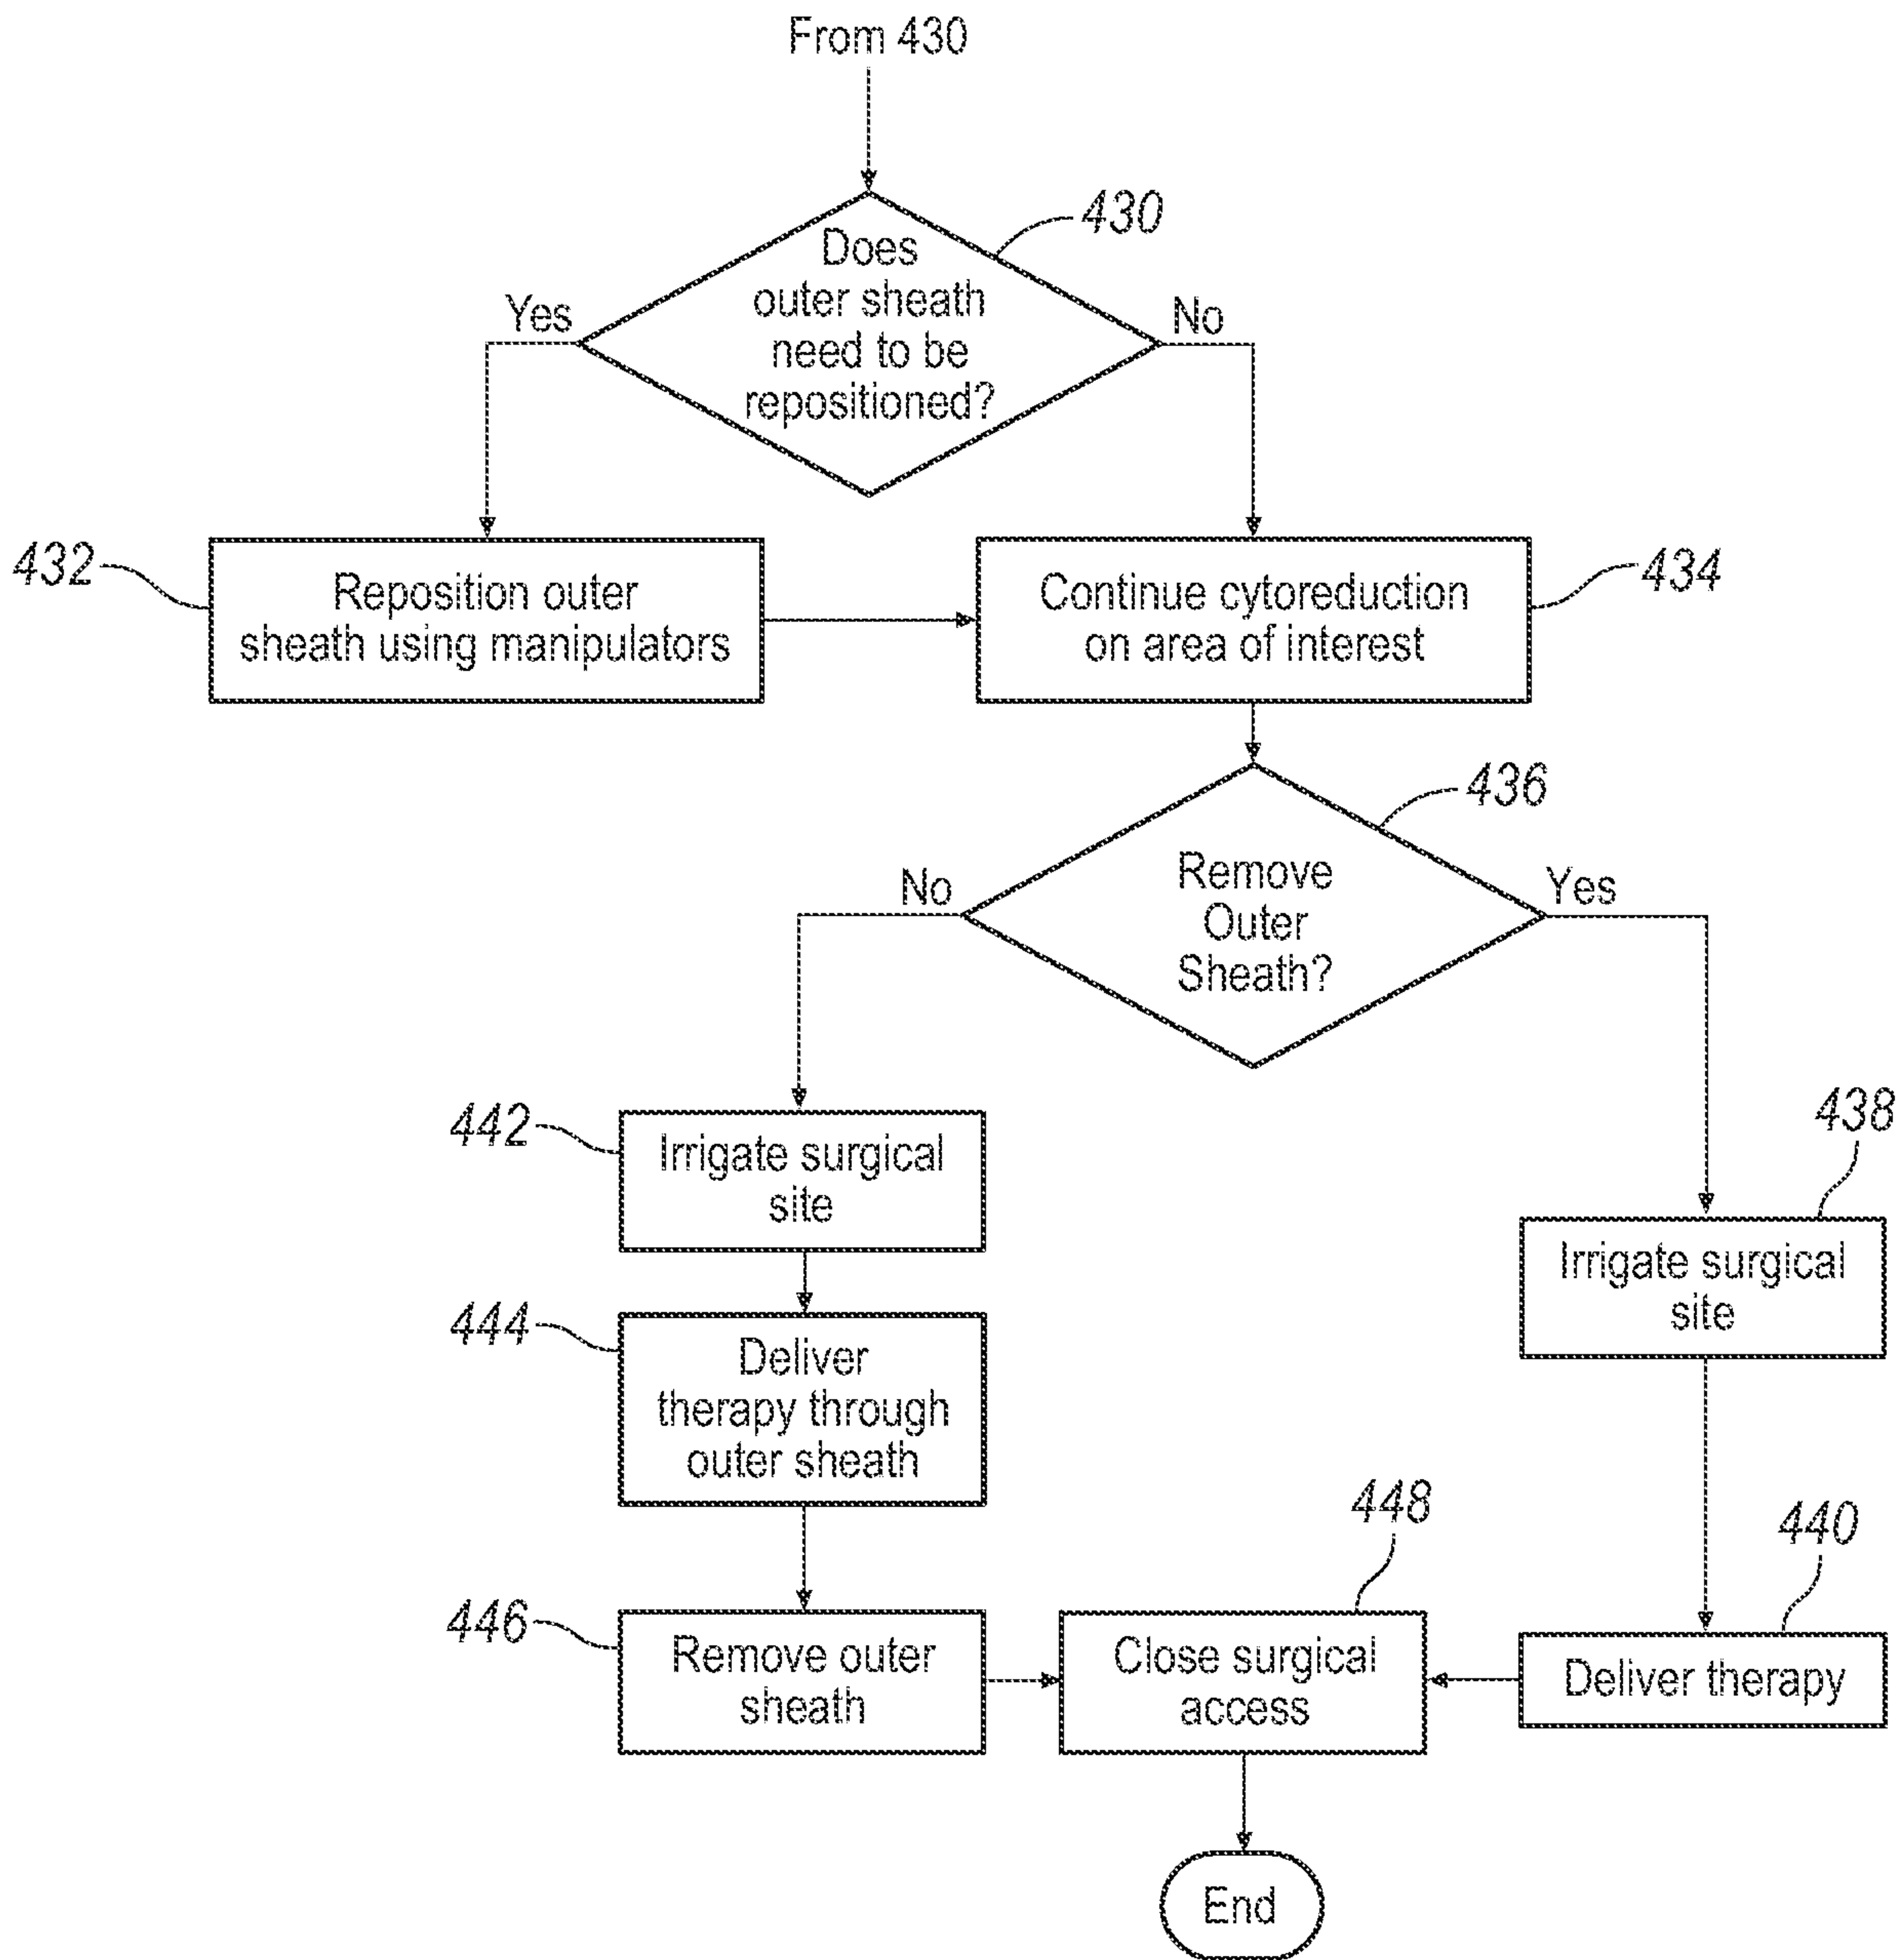 From 430
430
Does
outer sheath
need to be
repositioned?
Yes
No
432
Reposition outer
sheath using manipulators
434
Continue cytoreduction
on area of interest
436
Remove
Outer
Sheath?
No
Yes
442
Irrigate surgical
site
438
Irrigate surgical
site
444
Deliver
therapy through
outer sheath
446
Remove outer
sheath
448
Close surgical
access
440
Deliver therapy
End